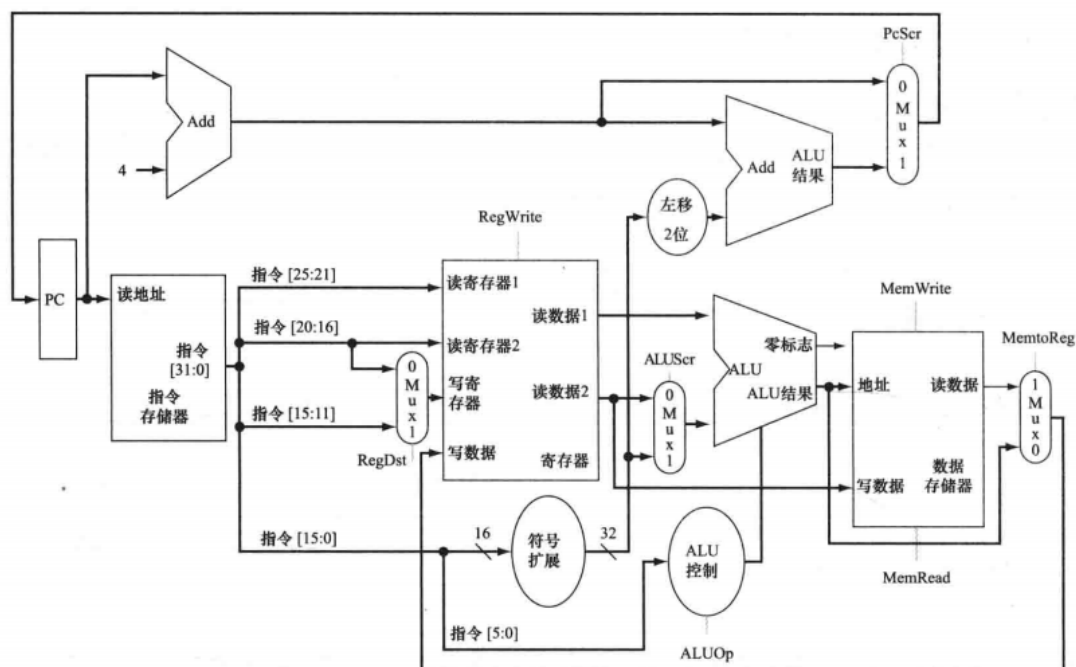 PcScr
0
M
u
x
1
Add
4
Add
ALU
结果
左移
2位
RegWrite
PC
读地址
指令
[31:0]
指令
存储器
指令 [25:21]
指令 [20:16]
指令 [15:11]
0
M
u
x
1
RegDst
读寄存器1
读寄存器2
写寄
存器
写数据
读数据1
读数据2
寄存器
ALUScr
0
M
u
x
1
零标志
ALU
ALU结果
MemWrite
地址
读数据
写数据
数据
存储器
MemRead
MemtoReg
1
M
u
x
0
指令 [15:0]
16
符号
扩展
32
ALU
控制
指令 [5:0]
ALUOp